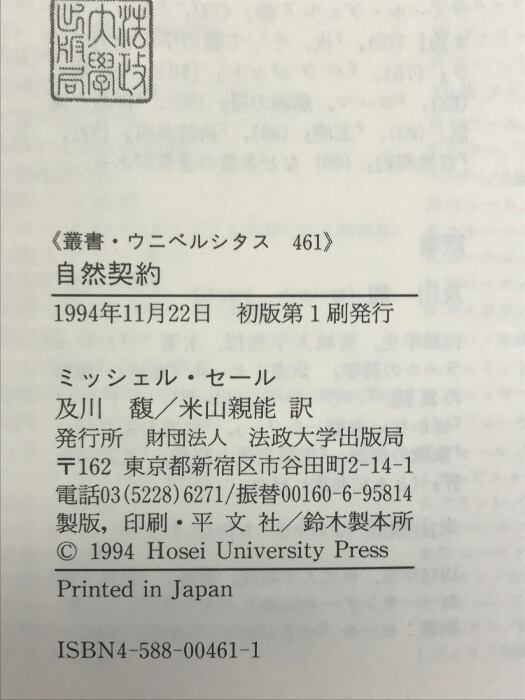 法政
大學
出版局
《叢書・ウニベルシタス 461》
自然契約
1994年11月22日 初版第1刷発行
ミッシェル・セール
及川 馥／米山親能 訳
発行所 財団法人 法政大学出版局
〒162 東京都新宿区市谷田町2-14-1
電話03(5228)6271/振替00160-6-95814
製版，印刷・平文社／鈴木製本所
© 1994 Hosei University Press
Printed in Japan
ISBN4-588-00461-1